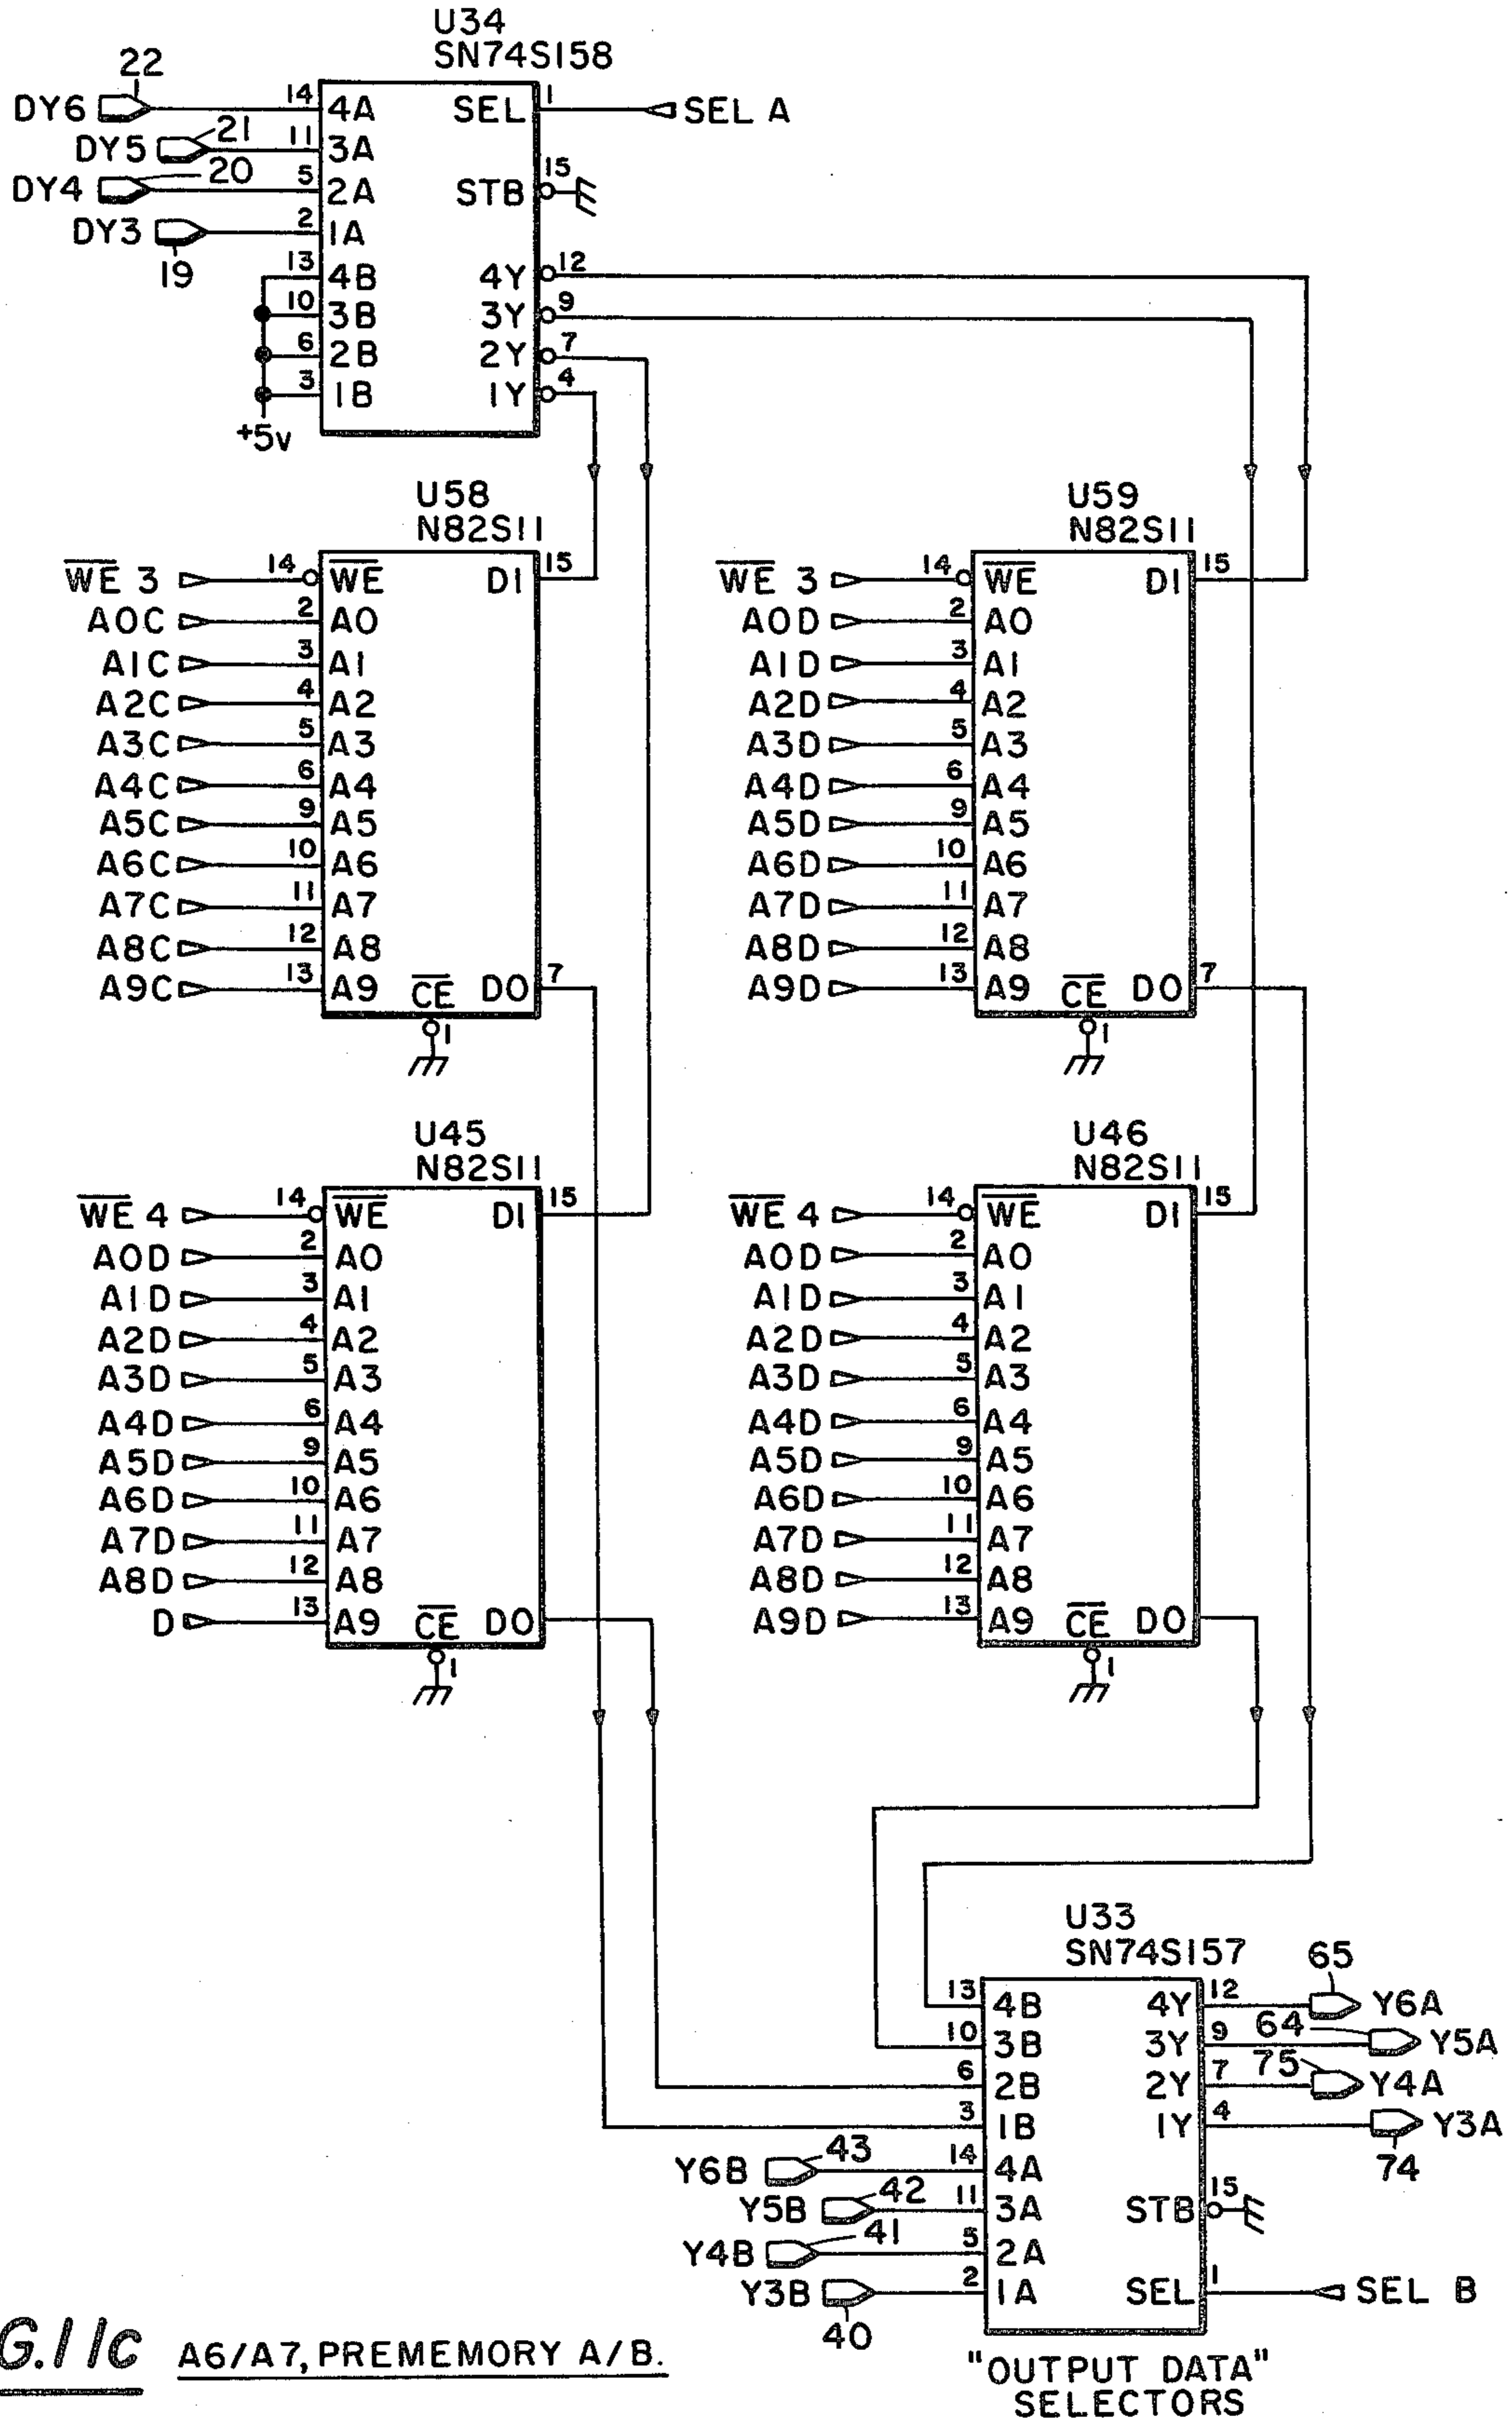 U34
SN74S158
22
DY6 14 4A SEL 1 SEL A
DY5 21 11 3A
DY4 20 5 2A STB 15
DY3 2 1A
19
13 4B 4Y 12
10 3B 3Y 9
6 2B 2Y 7
3 1B 1Y 4
+5v
U58
N82S11
WE 3 14 WE DI 15
A0C 2 A0
A1C 3 A1
A2C 4 A2
A3C 5 A3
A4C 6 A4
A5C 9 A5
A6C 10 A6
A7C 11 A7
A8C 12 A8
A9C 13 A9 CE DO 7
1
U59
N82S11
WE 3 14 WE DI 15
A0D 2 A0
A1D 3 A1
A2D 4 A2
A3D 5 A3
A4D 6 A4
A5D 9 A5
A6D 10 A6
A7D 11 A7
A8D 12 A8
A9D 13 A9 CE DO 7
1
U45
N82S11
WE 4 14 WE DI 15
A0D 2 A0
A1D 3 A1
A2D 4 A2
A3D 5 A3
A4D 6 A4
A5D 9 A5
A6D 10 A6
A7D 11 A7
A8D 12 A8
D 13 A9 CE DO
1
U46
N82S11
WE 4 14 WE DI 15
A0D 2 A0
A1D 3 A1
A2D 4 A2
A3D 5 A3
A4D 6 A4
A5D 9 A5
A6D 10 A6
A7D 11 A7
A8D 12 A8
A9D 13 A9 CE DO
1
U33
SN74S157
65
13 4B 4Y 12 Y6A
10 3B 3Y 9 64 Y5A
6 2B 2Y 7 75 Y4A
3 1B 1Y 4 Y3A
74
Y6B 43 14 4A
Y5B 42 11 3A STB 15
Y4B 41 5 2A
Y3B 2 1A SEL 1 SEL B
40
"OUTPUT DATA"
SELECTORS
G.11c A6/A7, PREMEMORY A/B.